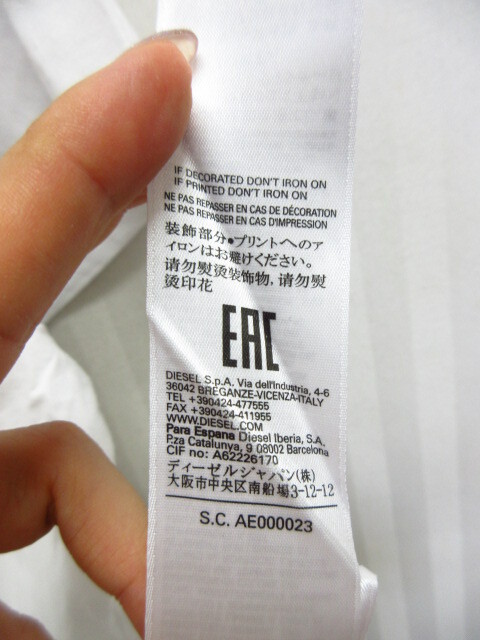 IF DECORATED DON'T IRON ON
IF PRINTED DON'T IRON ON
NE PAS REPASSER EN CAS DE DÉCORATION
NE PAS REPASSER EN CAS D'IMPRESSION
装飾部分•プリントへのア
イロンはお避けください。
请勿熨烫装饰物，请勿熨
烫印花
EAC
DIESEL S.p.A. Via dell'Industria, 4-6
36042 BREGANZE-VICENZA-ITALY
TEL +390424-477555
FAX +390424-411955
WWW.DIESEL.COM
Para Espana Diesel Iberia, S.A.
P.za Catalunya, 9 08002 Barcelona
CIF no: A62226170
ディーゼルジャパン(株)
大阪市中央区南船場3-12-12
S.C. AE000023